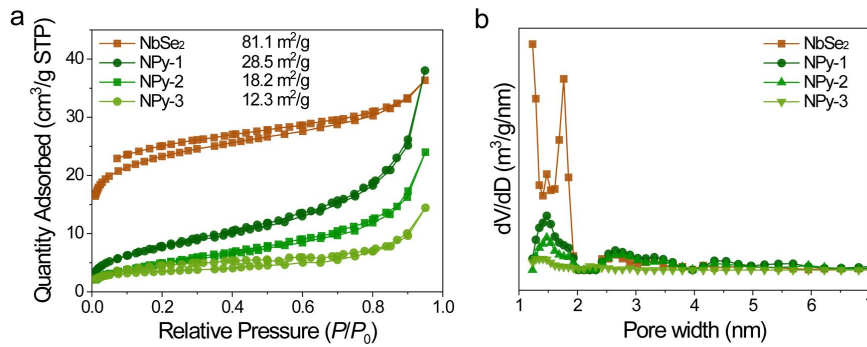 a
Quantity Adsorbed (cm³/g STP)
40
30
20
10
0
NbSe₂ 81.1 m²/g
NPy-1 28.5 m²/g
NPy-2 18.2 m²/g
NPy-3 12.3 m²/g
0.0 0.2 0.4 0.6 0.8 1.0
Relative Pressure (P/P₀)
b
dV/dD (m³/g/nm)
NbSe₂
NPy-1
NPy-2
NPy-3
1 2 3 4 5 6 7
Pore width (nm)